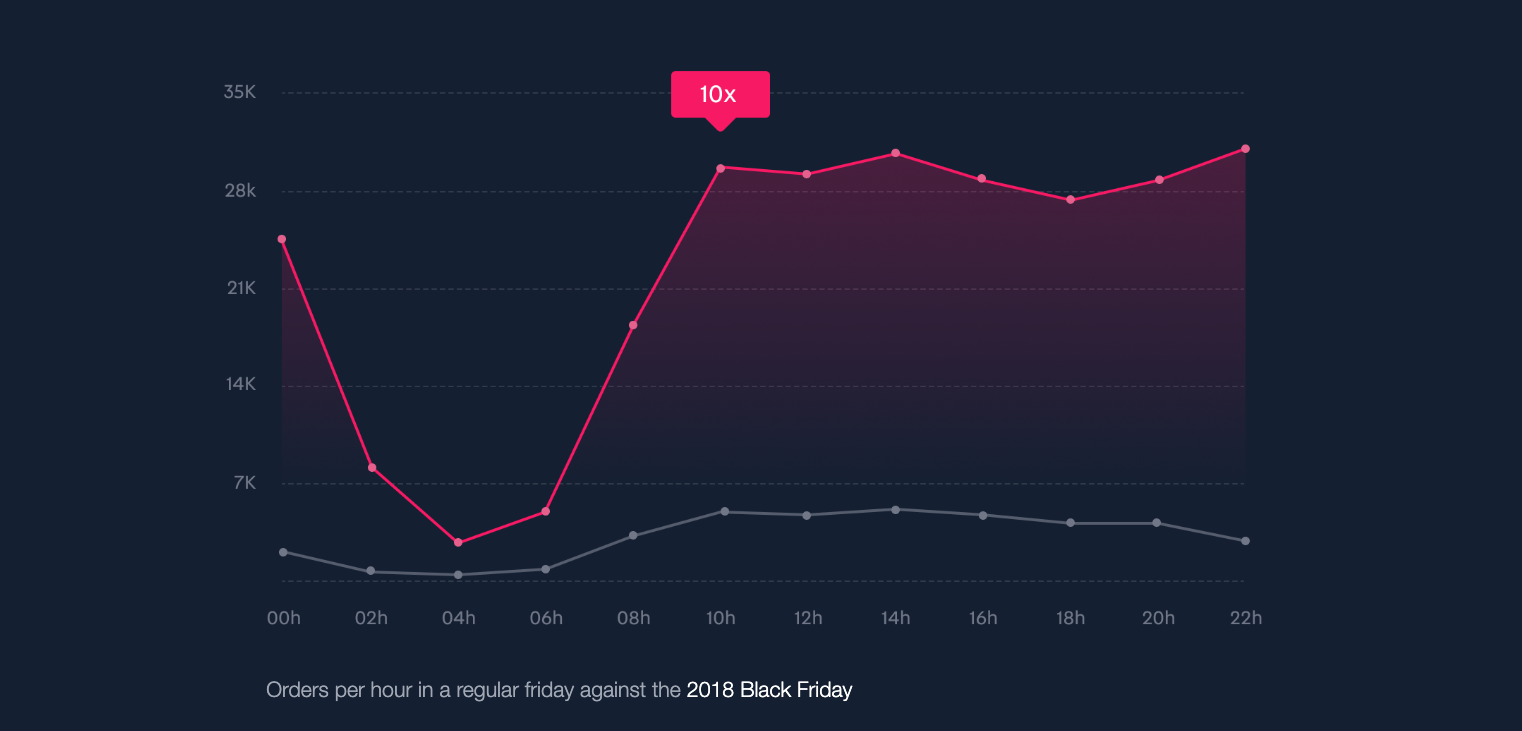 35K
10x
28k
21K
14K
7K
00h 02h 04h 06h 08h 10h 12h 14h 16h 18h 20h 22h
Orders per hour in a regular friday against the 2018 Black Friday